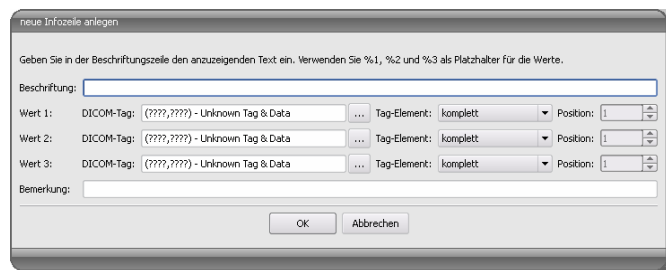 neue Infozeile anlegen
Geben Sie in der Beschriftungszeile den anzuzeigenden Text ein. Verwenden Sie %1, %2 und %3 als Platzhalter für die Werte.
Beschriftung:
Wert 1: DICOM-Tag: (????,????) - Unknown Tag & Data ... Tag-Element: komplett Position: 1
Wert 2: DICOM-Tag: (????,????) - Unknown Tag & Data ... Tag-Element: komplett Position: 1
Wert 3: DICOM-Tag: (????,????) - Unknown Tag & Data ... Tag-Element: komplett Position: 1
Bemerkung:
OK Abbrechen